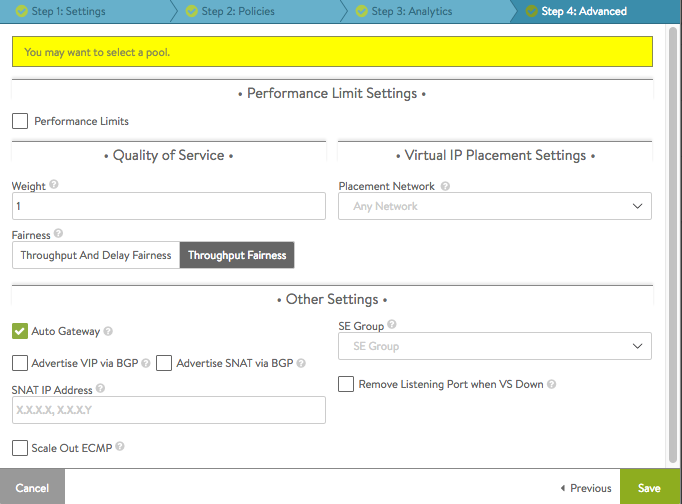 Step 1: Settings Step 2: Policies Step 3: Analytics Step 4: Advanced
You may want to select a pool.
• Performance Limit Settings •
Performance Limits
• Quality of Service •
Weight ?
1
Fairness ?
Throughput And Delay Fairness Throughput Fairness
• Virtual IP Placement Settings •
Placement Network ?
Any Network
• Other Settings •
Auto Gateway ?
Advertise VIP via BGP ? Advertise SNAT via BGP ?
SNAT IP Address ?
X.X.X.X, X.X.X.Y
Scale Out ECMP ?
SE Group ?
SE Group
Remove Listening Port when VS Down ?
Cancel Previous Save